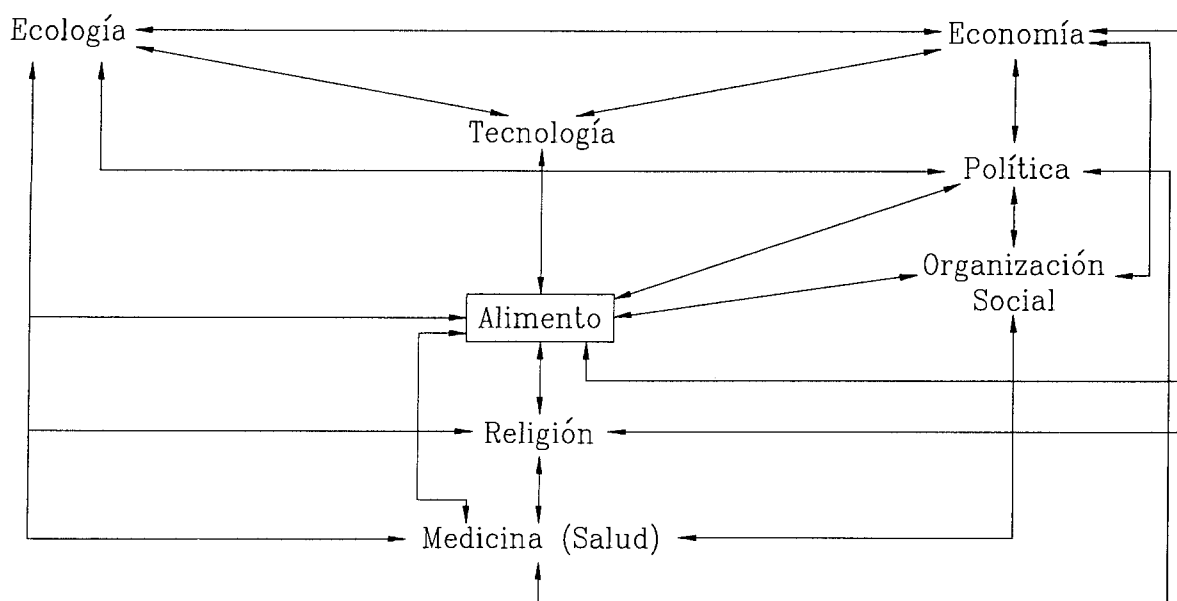 Ecología
Economía
Tecnología
Política
Organización
Social
Alimento
Religión
Medicina (Salud)